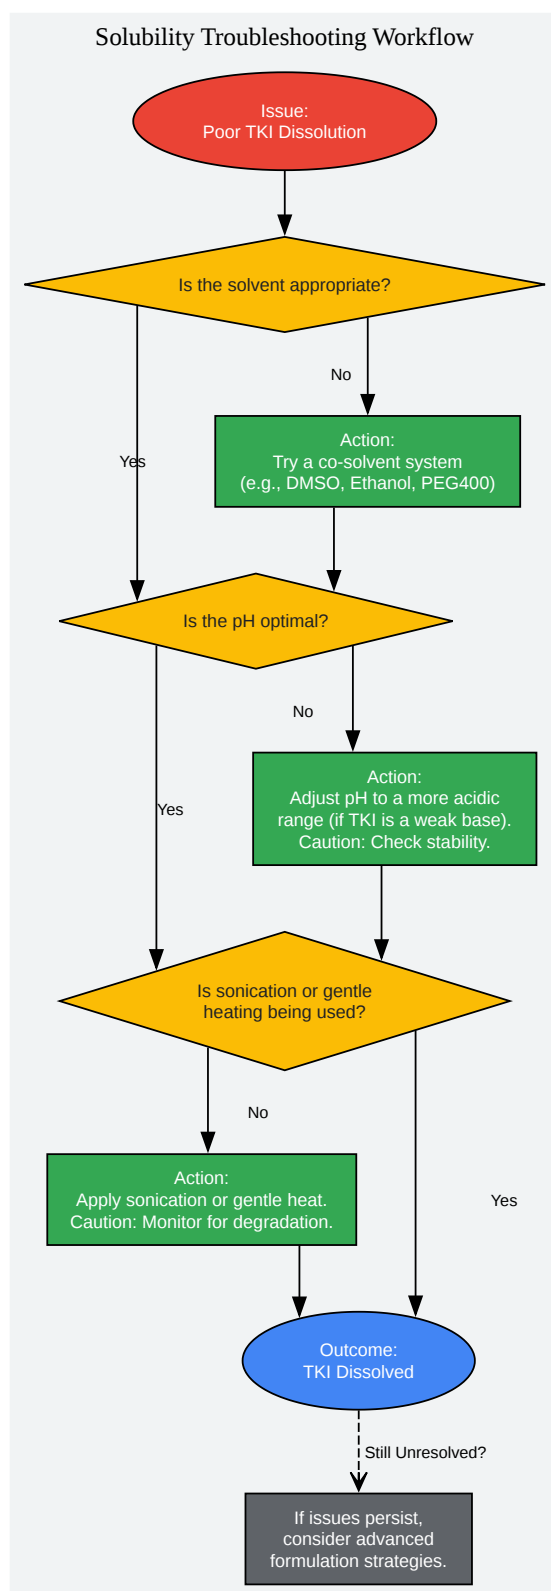 Solubility Troubleshooting Workflow
Issue:
Poor TKI Dissolution
Is the solvent appropriate?
No
Action:
Try a co-solvent system
(e.g., DMSO, Ethanol, PEG400)
Yes
Is the pH optimal?
No
Action:
Adjust pH to a more acidic
range (if TKI is a weak base).
Caution: Check stability.
Yes
Is sonication or gentle
heating being used?
No
Action:
Apply sonication or gentle heat.
Caution: Monitor for degradation.
Yes
Outcome:
TKI Dissolved
Still Unresolved?
If issues persist,
consider advanced
formulation strategies.